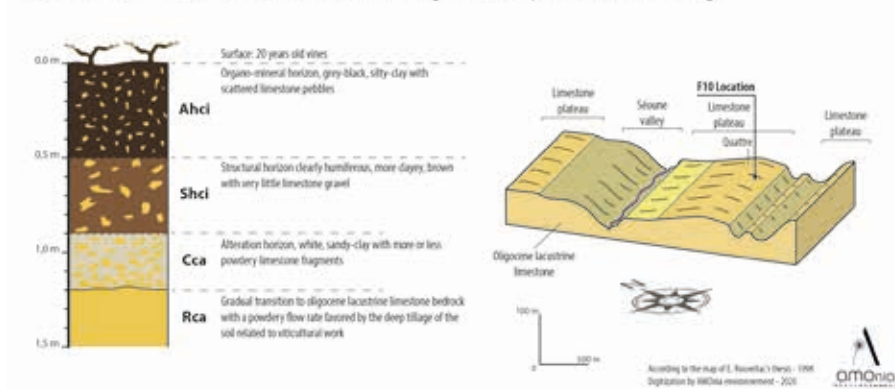 0.0 m
0.5 m
1,0 m
1,5 m
Ahci
Shci
Cca
Rca
Surface: 20 years old vines
Organo-mineral horizon, grey-black, silty-clay with
scattered limestone pebbles
Structural horizon clearly humiferous, more clayey, brown
with very little limestone gravel
Alteration horizon, white, sandy-clay with more or less
powdery limestone fragments
Gradual transition to oligocene lacustrine limestone bedrock
with a powdery flow rate favored by the deep tillage of the
soil related to viticultural work
F10 Location
Limestone
plateau
Séoune
valley
Limestone
plateau
Limestone
plateau
Quattre
Oligocene lacustrine
limestone
100 m
0
500 m
According to the map of E. thesis - 1998
Digitization by AMOnia environnement - 2020
amonia